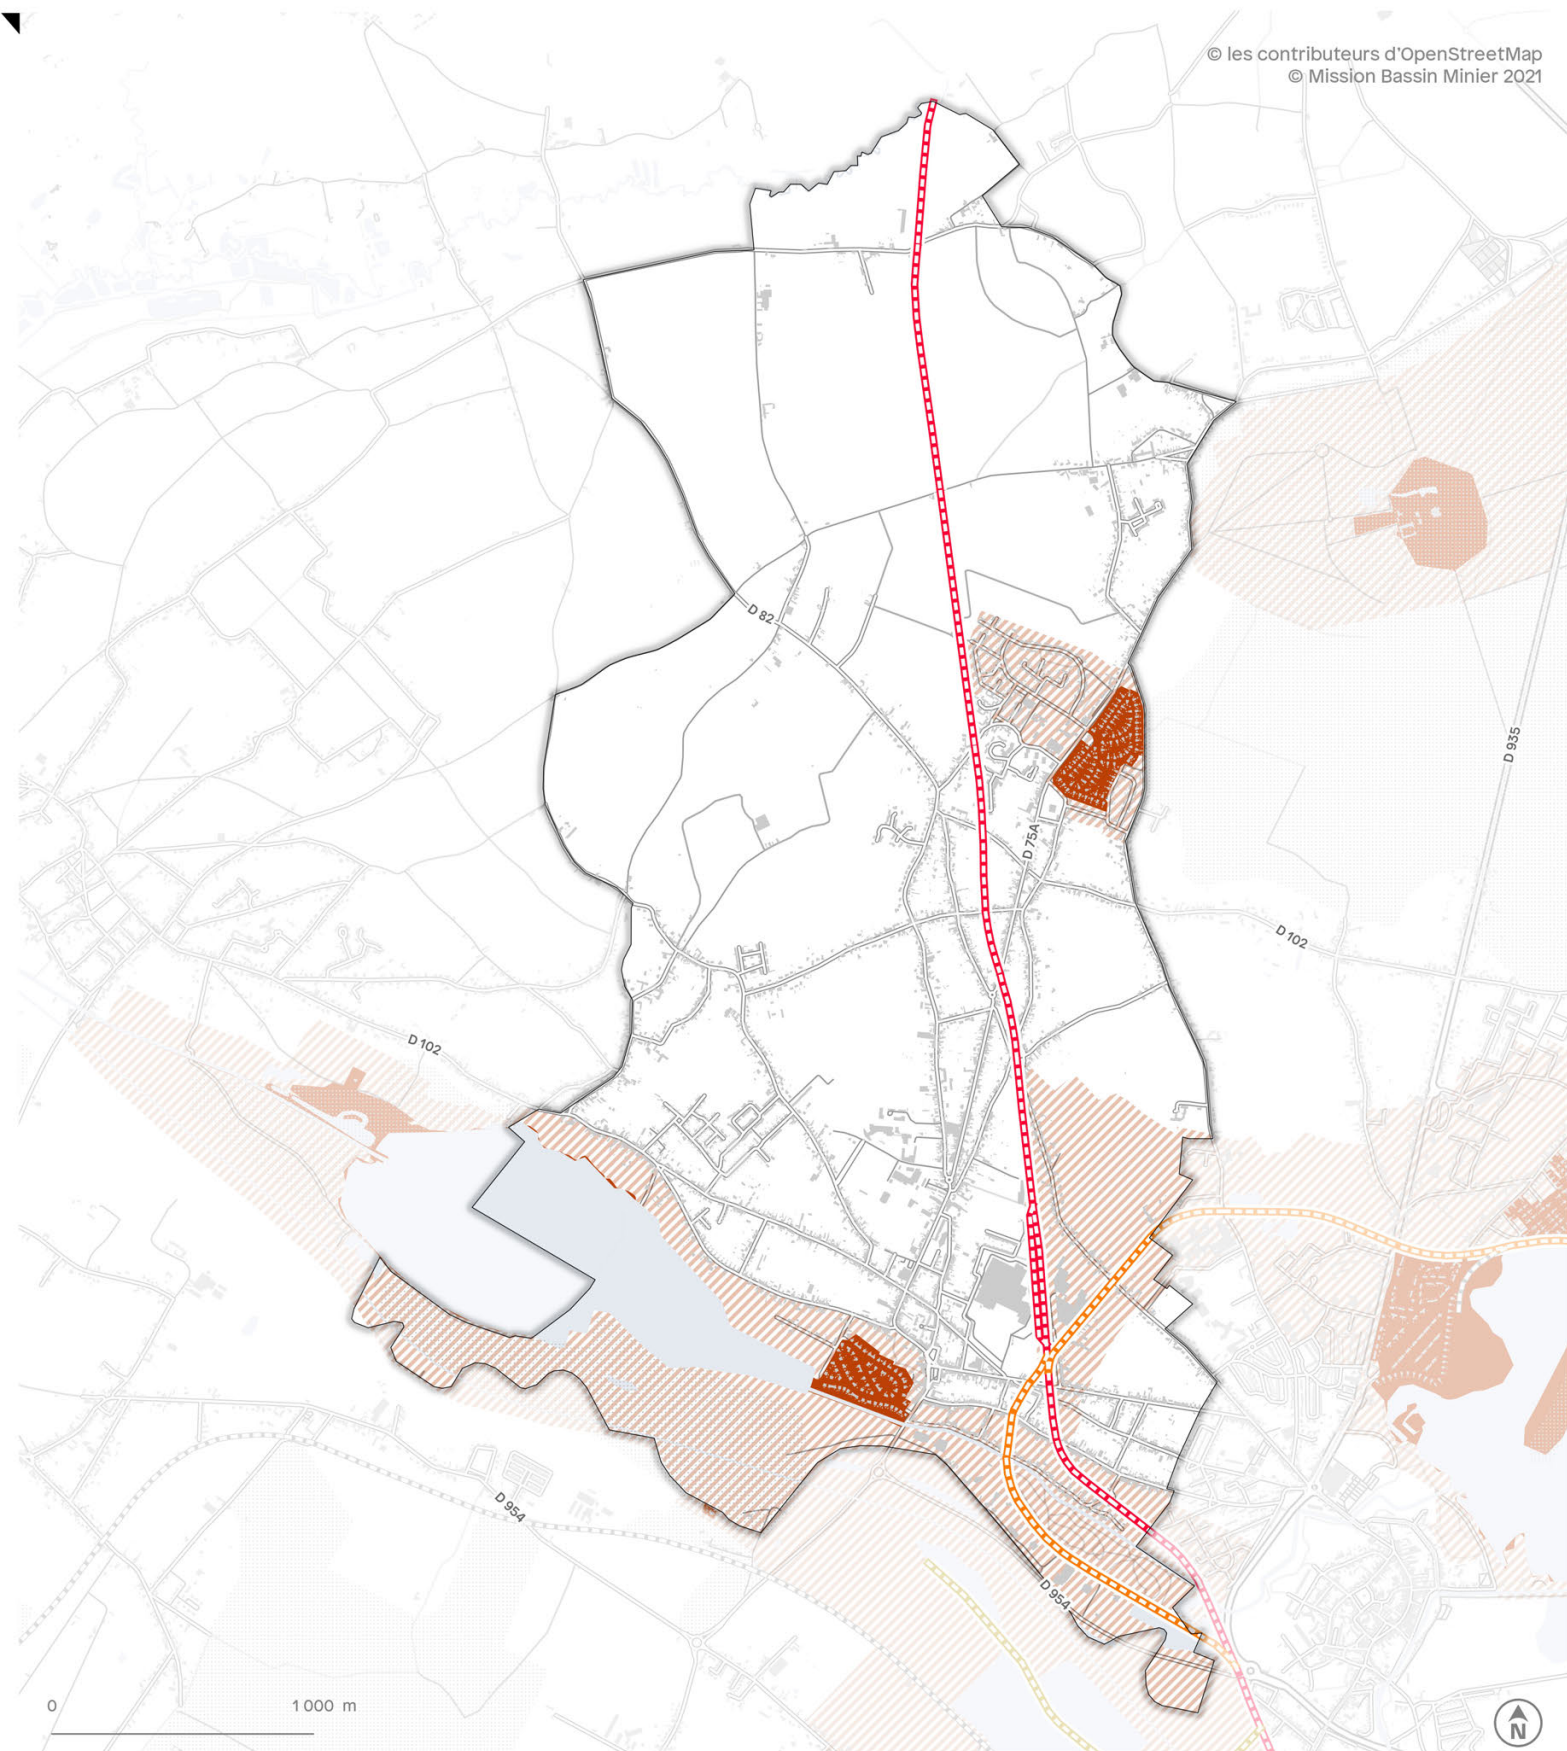 © les contributeurs d'OpenStreetMap
© Mission Bassin Minier 2021
D 82
D 935
D 75A
D 102
D 102
D 954
D 954
0 1 000 m
N